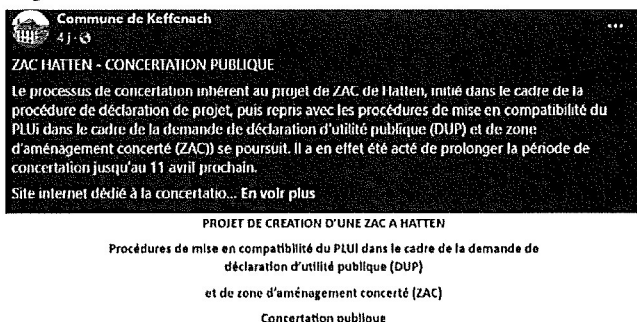 Commune de Keffenach
4 j ·
ZAC HATTEN - CONCERTATION PUBLIQUE
Le processus de concertation inhérent au projet de ZAC de Hatten, initié dans le cadre de la
procédure de déclaration de projet, puis repris avec les procédures de mise en compatibilité du
PLUi dans le cadre de la demande de déclaration d'utilité publique (DUP) et de zone
d'aménagement concerté (ZAC)) se poursuit. Il a en effet été acté de prolonger la période de
concertation jusqu'au 11 avril prochain.
Site internet dédié à la concertatio... En voir plus
PROJET DE CREATION D'UNE ZAC A HATTEN
Procédures de mise en compatibilité du PLUI dans le cadre de la demande de
déclaration d'utilité publique (DUP)
et de zone d'aménagement concerté (ZAC)
Concertation publique